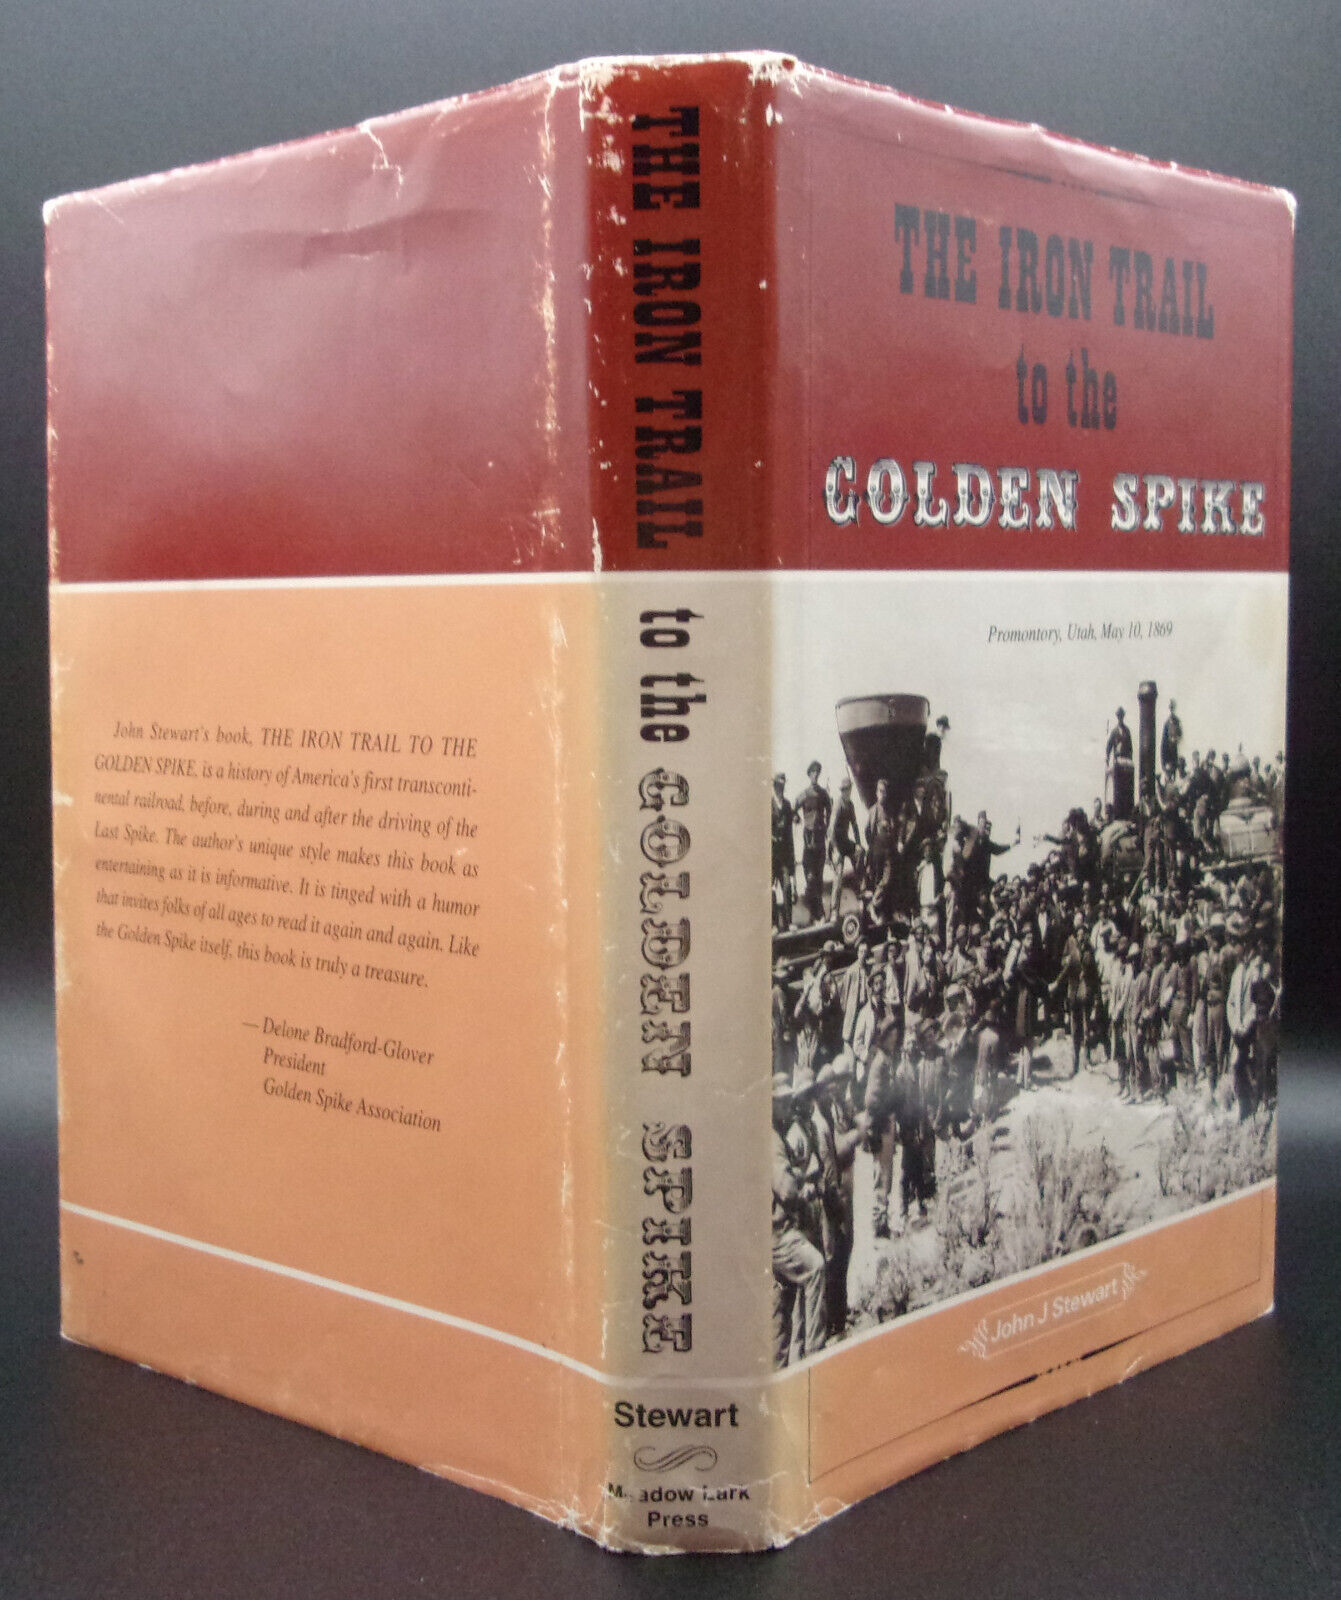 John Stewart's book, THE IRON TRAIL TO THE
GOLDEN SPIKE, is a history of America's first transconti-
nental railroad, before, during and after the driving of the
Last Spike. The author's unique style makes this book as
entertaining as it is informative. It is tinged with a humor
that invites folks of all ages to read it again and again. Like
the Golden Spike itself, this book is truly a treasure.
— Delone Bradford-Glover
President
Golden Spike Association
THE IRON TRAIL to the GOLDEN SPIKE
Stewart
Meadow Lark
Press
THE IRON TRAIL
to the
GOLDEN SPIKE
Promontory, Utah, May 10, 1869
John J Stewart